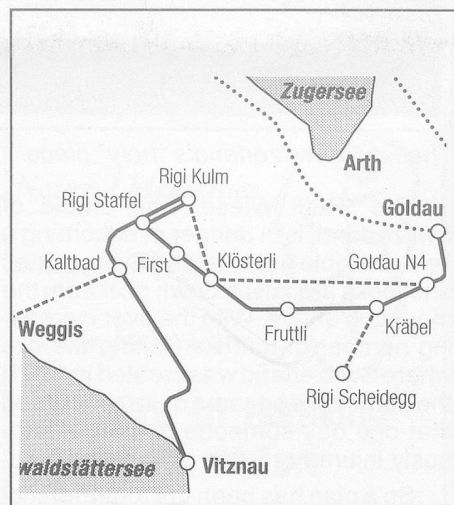 Zugersee
Arth
Rigi Kulm
Rigi Staffel
Goldau
Kaltbad
First
Klösterli
Goldau N4
Weggis
Fruttli
Kräbel
Rigi Scheidegg
waldstättersee
Vitznau